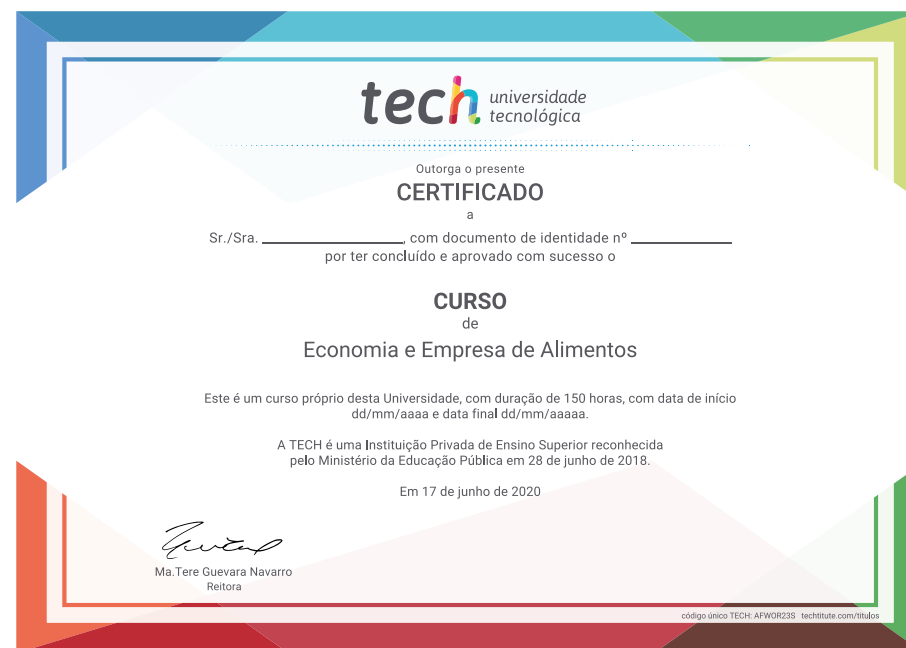 tech universidade
tecnológica
Outorga o presente
CERTIFICADO
a
Sr./Sra. ________________, com documento de identidade nº ____________
por ter concluído e aprovado com sucesso o
CURSO
de
Economia e Empresa de Alimentos
Este é um curso próprio desta Universidade, com duração de 150 horas, com data de início
dd/mm/aaaa e data final dd/mm/aaaaa.
A TECH é uma Instituição Privada de Ensino Superior reconhecida
pelo Ministério da Educação Pública em 28 de junho de 2018.
Em 17 de junho de 2020
Ma.Tere Guevara Navarro
Reitora
código único TECH: AFWOR23S techtitute.com/titulos